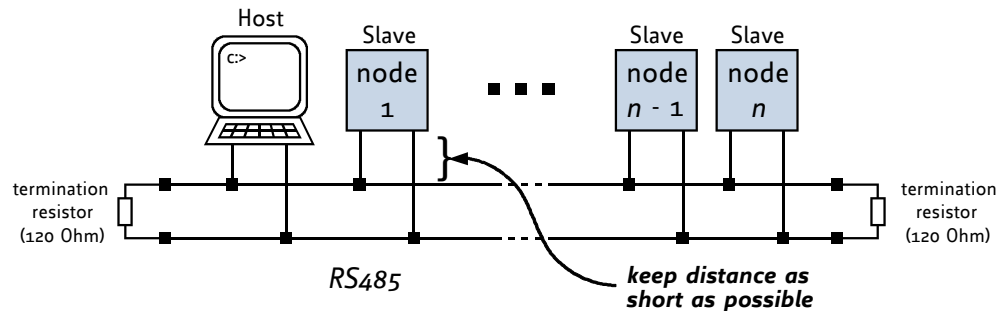 Host
c:>
Slave
node
1
Slave
node
n - 1
Slave
node
n
termination
resistor
(120 Ohm)
termination
resistor
(120 Ohm)
RS485
keep distance as
short as possible